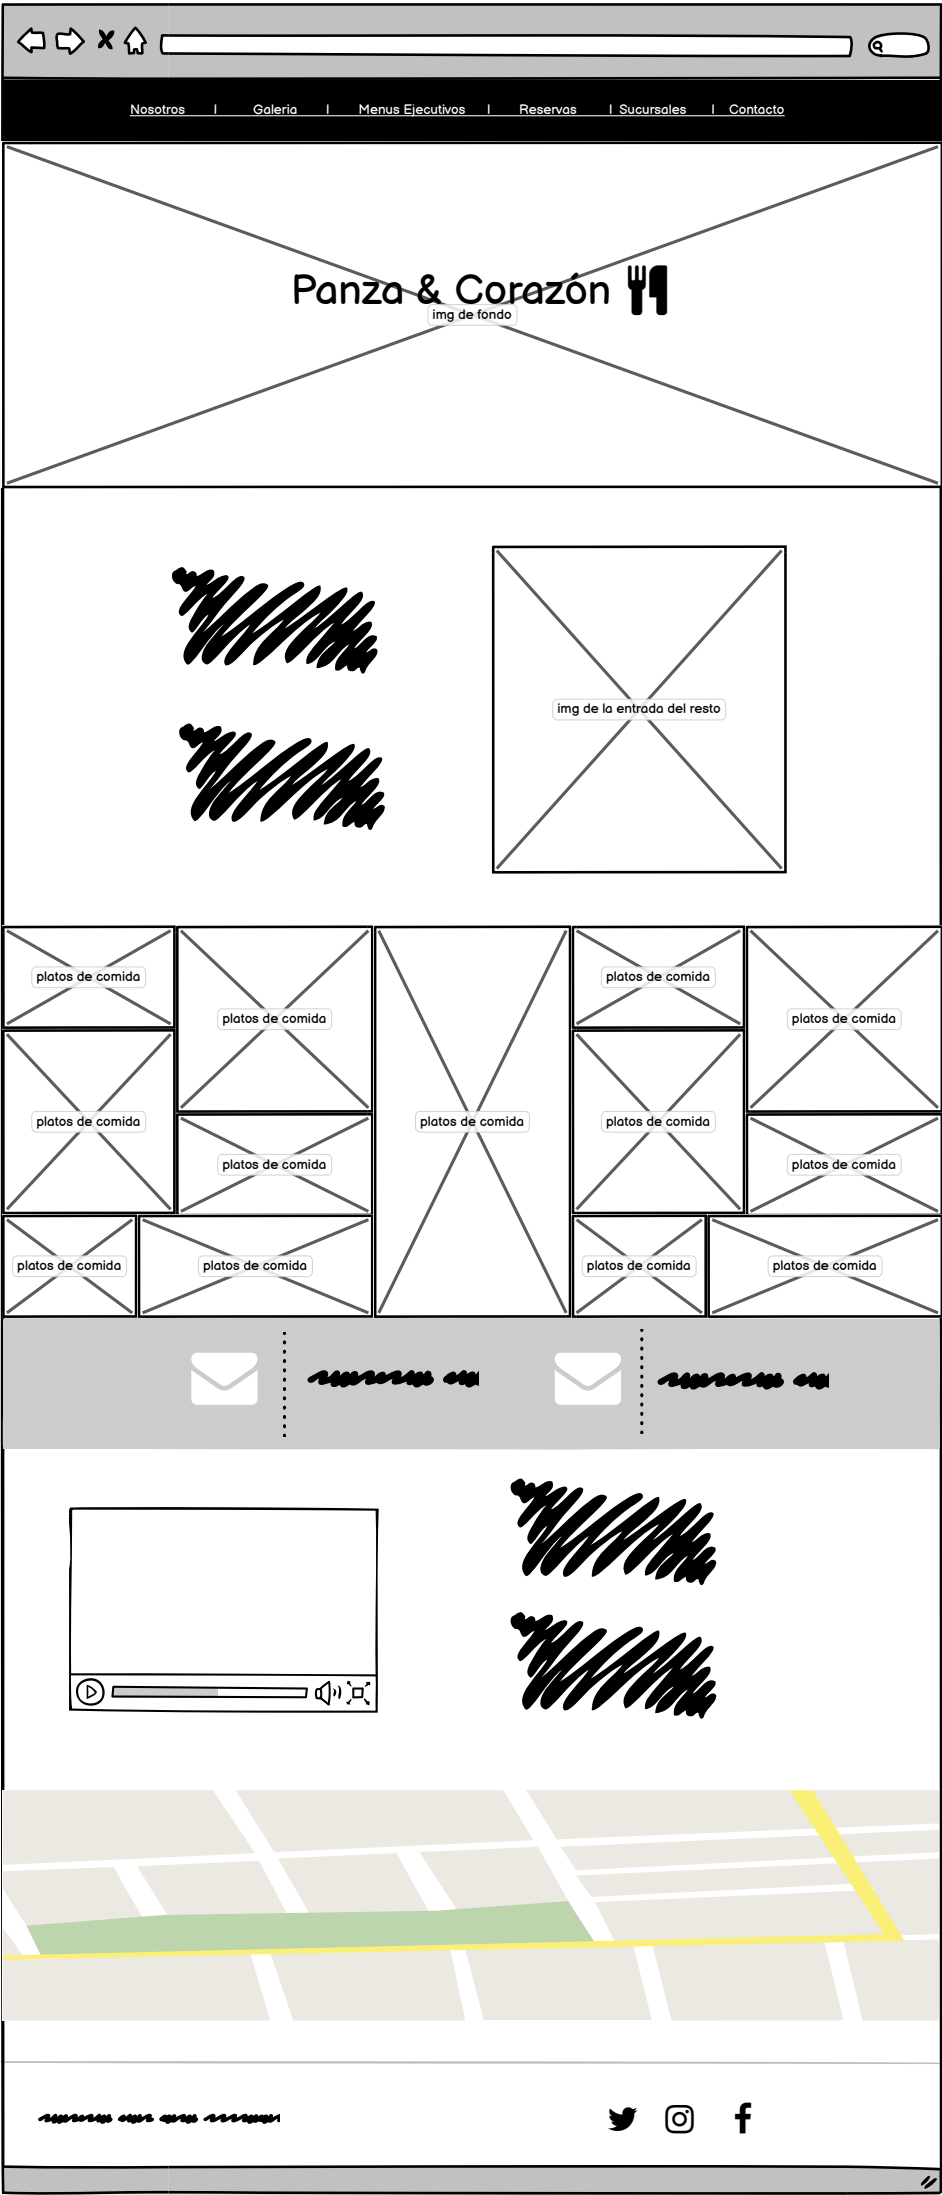 Nosotros | Galeria | Menus Ejecutivos | Reservas | Sucursales | Contacto
Panza & Corazón
img de fondo
img de la entrada del resto
platos de comida
platos de comida
platos de comida
platos de comida
platos de comida
platos de comida
platos de comida
platos de comida
platos de comida
platos de comida
platos de comida
platos de comida
platos de comida